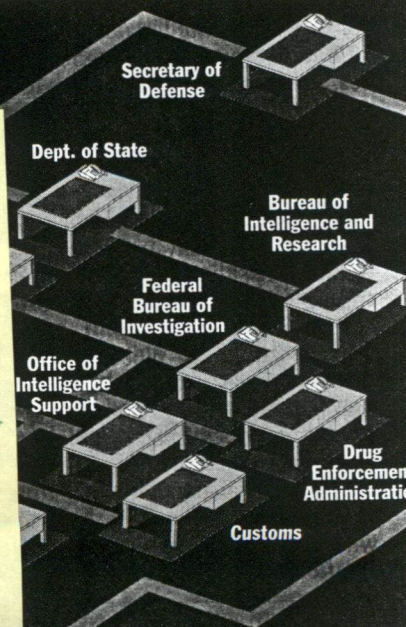 Secretary of
Defense
Dept. of State
Bureau of
Intelligence and
Research
Federal
Bureau of
Investigation
Office of
Intelligence
Support
Drug
Enforcemen
Administratio
Customs